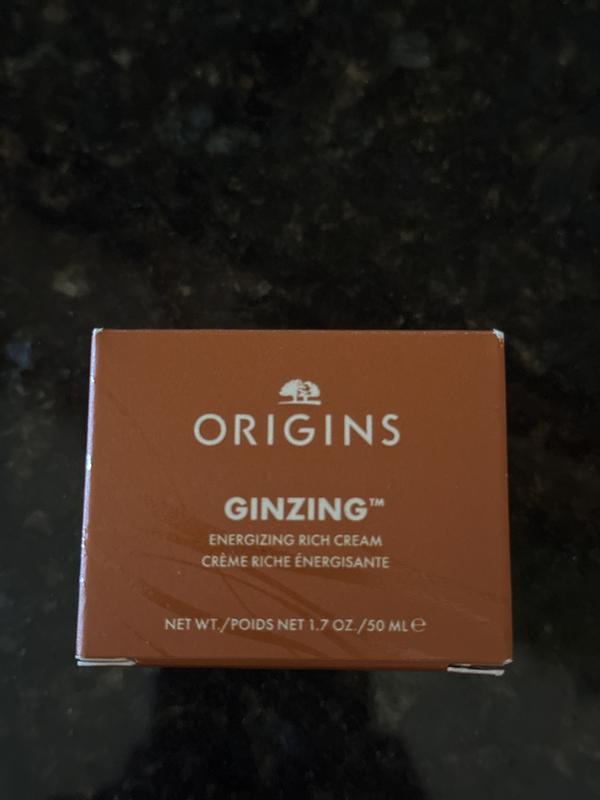 ORIGINS
GINZING™
ENERGIZING RICH CREAM
CRÈME RICHE ÉNERGISANTE
NET WT./POIDS NET 1.7 OZ./50 ML ℮